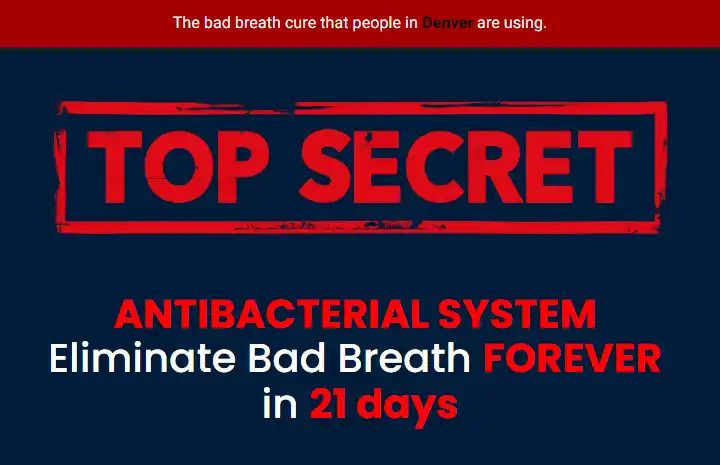 The bad breath cure that people in Denver are using.
TOP SECRET
ANTIBACTERIAL SYSTEM
Eliminate Bad Breath FOREVER
in 21 days